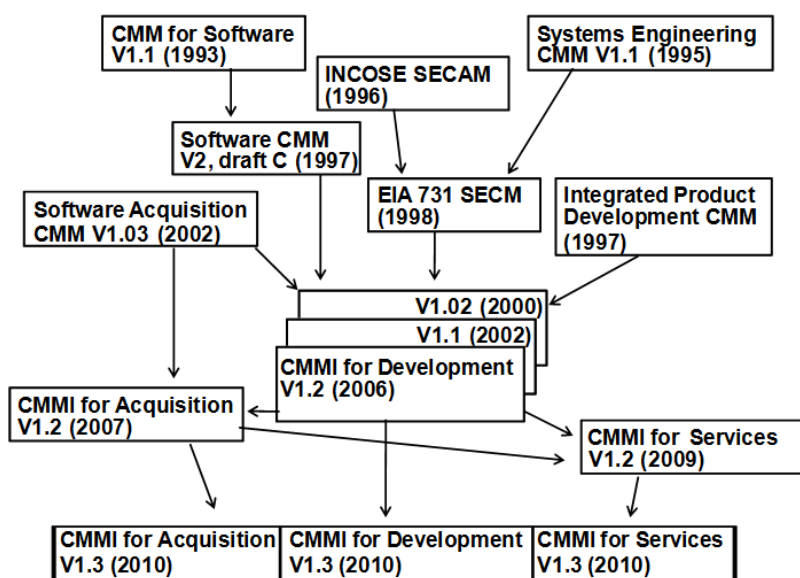 CMM for Software
V1.1 (1993)
Systems Engineering
CMM V1.1 (1995)
INCOSE SECAM
(1996)
Software CMM
V2, draft C (1997)
EIA 731 SECM
(1998)
Integrated Product
Development CMM
(1997)
Software Acquisition
CMM V1.03 (2002)
V1.02 (2000)
V1.1 (2002)
CMMI for Development
V1.2 (2006)
CMMI for Acquisition
V1.2 (2007)
CMMI for Services
V1.2 (2009)
CMMI for Acquisition
V1.3 (2010)
CMMI for Development
V1.3 (2010)
CMMI for Services
V1.3 (2010)